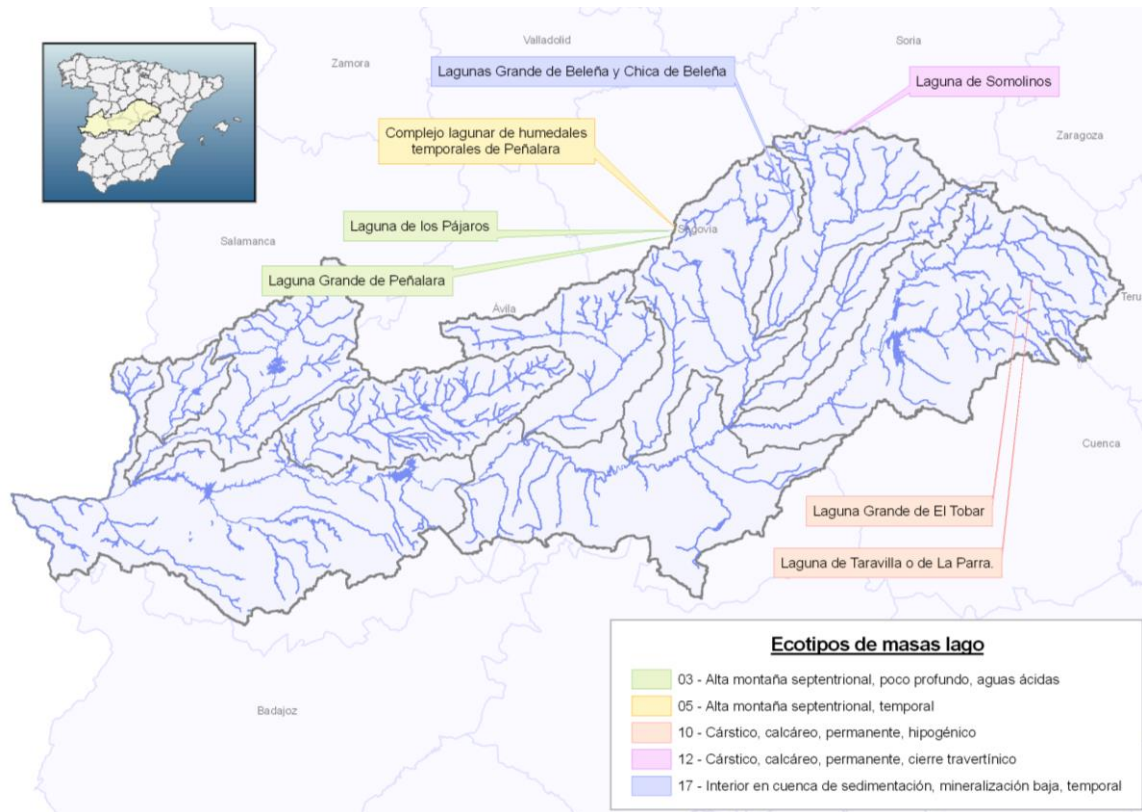 Valladolid
Soria
Zamora
Lagunas Grande de Beleña y Chica de Beleña
Laguna de Somolinos
Zaragoza
Complejo lagunar de humedales
temporales de Peñalara
Laguna de los Pájaros
Segovia
Salamanca
Laguna Grande de Peñalara
Teru
Ávila
Cuenca
Laguna Grande de El Tobar
Laguna de Taravilla o de La Parra.
Badajoz
Ecotipos de masas lago
03 - Alta montaña septentrional, poco profundo, aguas ácidas
05 - Alta montaña septentrional, temporal
10 - Cárstico, calcáreo, permanente, hipogénico
12 - Cárstico, calcáreo, permanente, cierre travertínico
17 - Interior en cuenca de sedimentación, mineralización baja, temporal